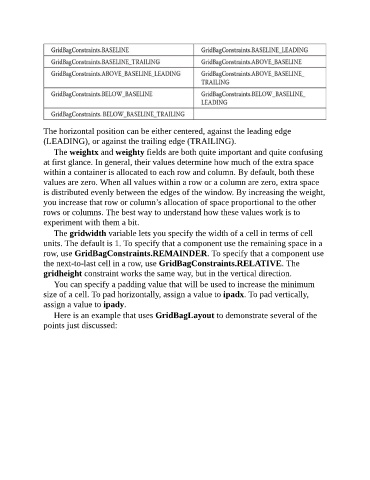 GridBagConstraints.BASELINE GridBagConstraints.BASELINE_LEADING
GridBagConstraints.BASELINE_TRAILING GridBagConstraints.ABOVE_BASELINE
GridBagConstraints.ABOVE_BASELINE_LEADING GridBagConstraints.ABOVE_BASELINE_
TRAILING
GridBagConstraints.BELOW_BASELINE GridBagConstraints.BELOW_BASELINE_
LEADING
GridBagConstraints. BELOW_BASELINE_TRAILING
The horizontal position can be either centered, against the leading edge
(LEADING), or against the trailing edge (TRAILING).
The weightx and weighty fields are both quite important and quite confusing
at first glance. In general, their values determine how much of the extra space
within a container is allocated to each row and column. By default, both these
values are zero. When all values within a row or a column are zero, extra space
is distributed evenly between the edges of the window. By increasing the weight,
you increase that row or column's allocation of space proportional to the other
rows or columns. The best way to understand how these values work is to
experiment with them a bit.
The gridwidth variable lets you specify the width of a cell in terms of cell
units. The default is 1. To specify that a component use the remaining space in a
row, use GridBagConstraints.REMAINDER. To specify that a component use
the next-to-last cell in a row, use GridBagConstraints.RELATIVE. The
gridheight constraint works the same way, but in the vertical direction.
You can specify a padding value that will be used to increase the minimum
size of a cell. To pad horizontally, assign a value to ipadx. To pad vertically,
assign a value to ipady.
Here is an example that uses GridBagLayout to demonstrate several of the
points just discussed: